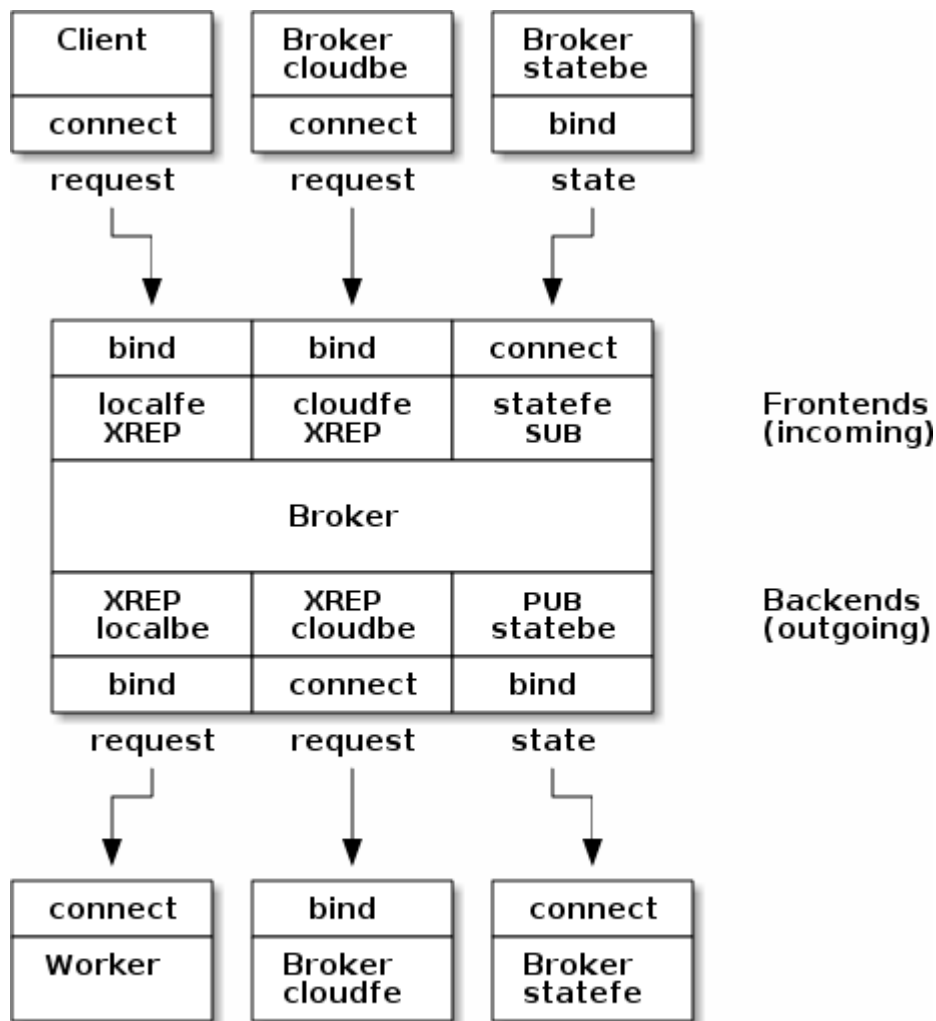 Client
Broker
cloudbe
Broker
statebe
connect
connect
bind
request
request
state
bind
bind
connect
localfe
XREP
cloudfe
XREP
statefe
SUB
Frontends
(incoming)
Broker
XREP
localbe
XREP
cloudbe
PUB
statebe
Backends
(outgoing)
bind
connect
bind
request
request
state
connect
bind
connect
Worker
Broker
cloudfe
Broker
statefe